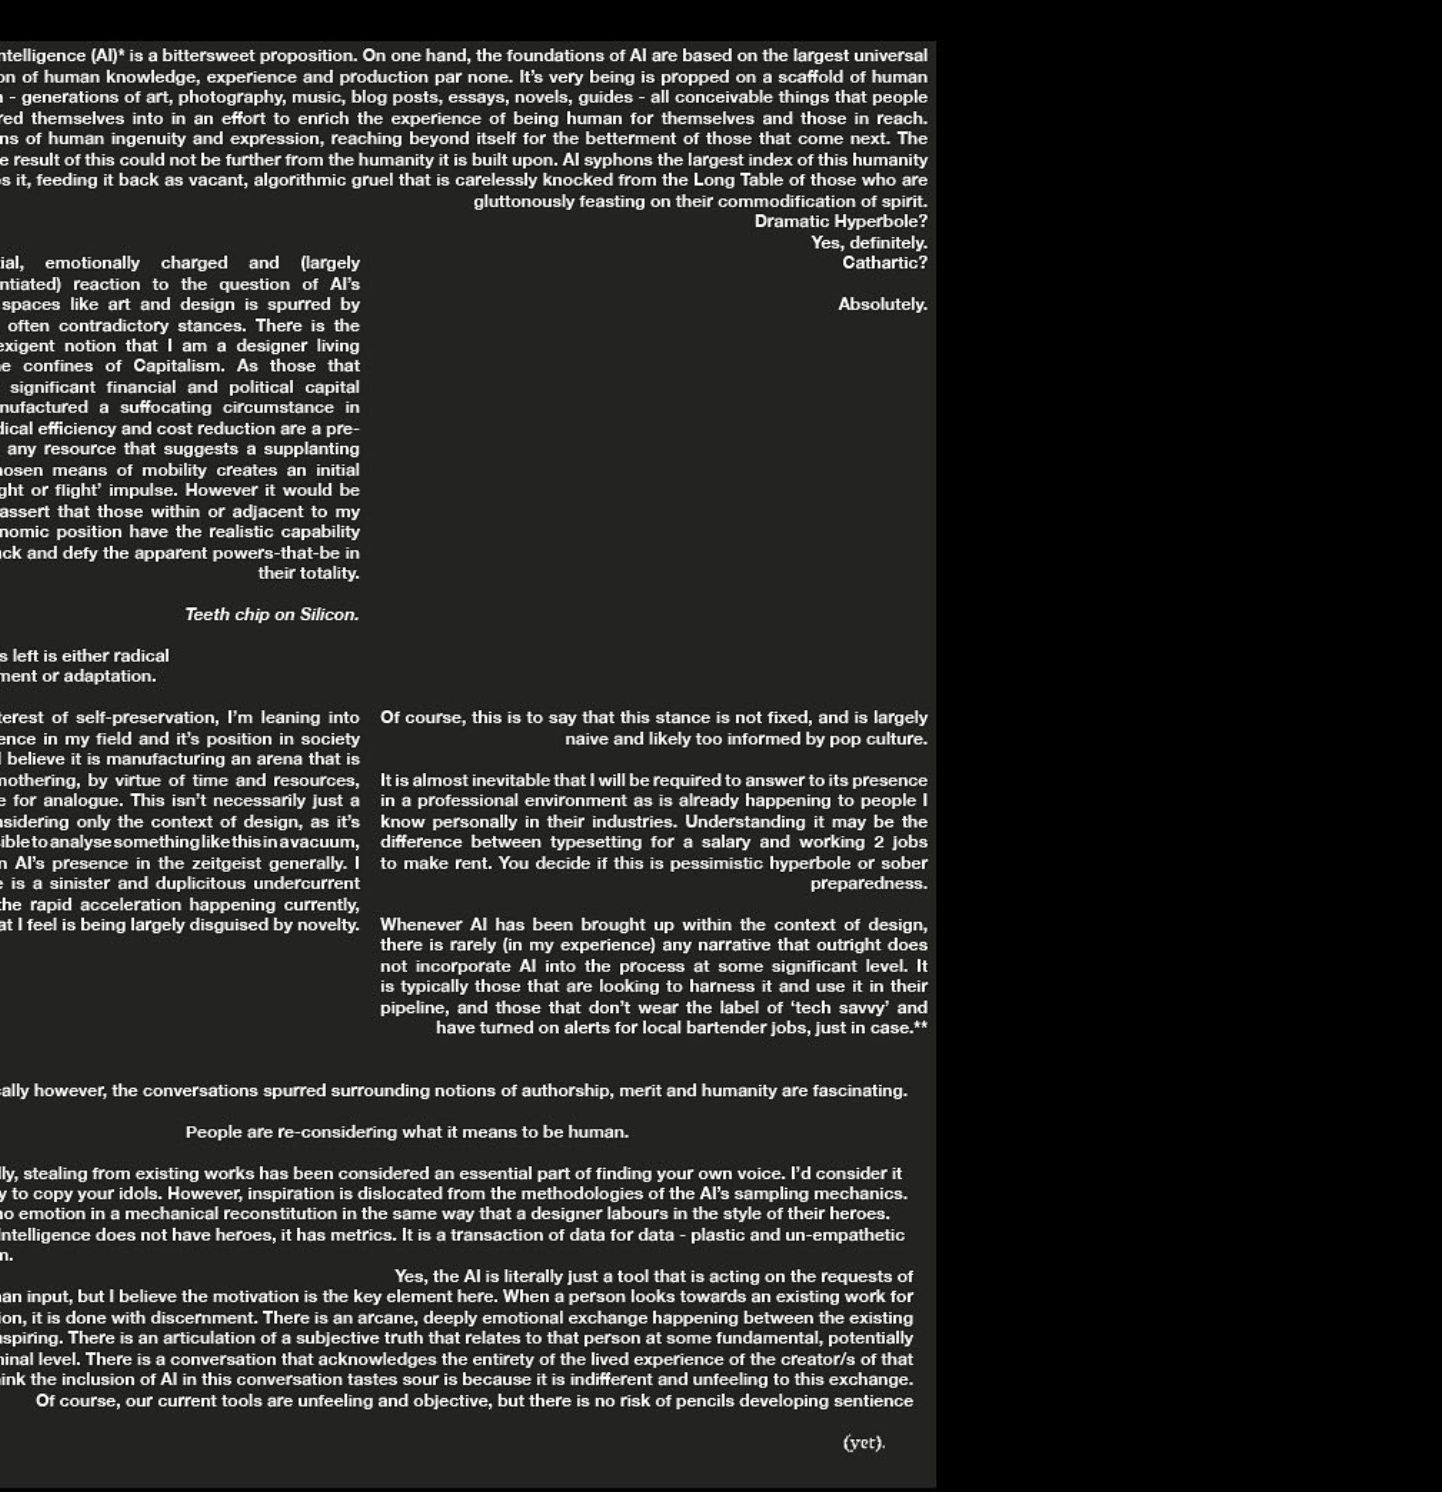 ntelligence (AI)* is a bittersweet proposition. On one hand, the foundations of AI are based on the largest universal
on of human knowledge, experience and production par none. It’s very being is propped on a scaffold of human
- generations of art, photography, music, blog posts, essays, novels, guides - all conceivable things that people
red themselves into in an effort to enrich the experience of being human for themselves and those in reach.
ns of human ingenuity and expression, reaching beyond itself for the betterment of those that come next. The
e result of this could not be further from the humanity it is built upon. AI syphons the largest index of this humanity
s it, feeding it back as vacant, algorithmic gruel that is carelessly knocked from the Long Table of those who are
gluttonously feasting on their commodification of spirit.
Dramatic Hyperbole?
Yes, definitely.
Cathartic?
Absolutely.
ial, emotionally charged and (largely
ntiated) reaction to the question of AI’s
spaces like art and design is spurred by
often contradictory stances. There is the
exigent notion that I am a designer living
e confines of Capitalism. As those that
significant financial and political capital
nufactured a suffocating circumstance in
dical efficiency and cost reduction are a pre-
any resource that suggests a supplanting
hosen means of mobility creates an initial
ght or flight’ impulse. However it would be
assert that those within or adjacent to my
nomic position have the realistic capability
uck and defy the apparent powers-that-be in
their totality.
Teeth chip on Silicon.
s left is either radical
ment or adaptation.
terest of self-preservation, I’m leaning into
ence in my field and it’s position in society
I believe it is manufacturing an arena that is
mothering, by virtue of time and resources,
e for analogue. This isn’t necessarily just a
nsidering only the context of design, as it’s
ible to analyse something like this in a vacuum,
n AI’s presence in the zeitgeist generally. I
e is a sinister and duplicitous undercurrent
the rapid acceleration happening currently,
at I feel is being largely disguised by novelty.
Of course, this is to say that this stance is not fixed, and is largely
naive and likely too informed by pop culture.
It is almost inevitable that I will be required to answer to its presence
in a professional environment as is already happening to people I
know personally in their industries. Understanding it may be the
difference between typesetting for a salary and working 2 jobs
to make rent. You decide if this is pessimistic hyperbole or sober
preparedness.
Whenever AI has been brought up within the context of design,
there is rarely (in my experience) any narrative that outright does
not incorporate AI into the process at some significant level. It
is typically those that are looking to harness it and use it in their
pipeline, and those that don’t wear the label of ‘tech savvy’ and
have turned on alerts for local bartender jobs, just in case.**
cally however, the conversations spurred surrounding notions of authorship, merit and humanity are fascinating.
People are re-considering what it means to be human.
lly, stealing from existing works has been considered an essential part of finding your own voice. I’d consider it
y to copy your idols. However, inspiration is dislocated from the methodologies of the AI’s sampling mechanics.
no emotion in a mechanical reconstitution in the same way that a designer labours in the style of their heroes.
Intelligence does not have heroes, it has metrics. It is a transaction of data for data - plastic and un-empathetic
m.
Yes, the AI is literally just a tool that is acting on the requests of
an input, but I believe the motivation is the key element here. When a person looks towards an existing work for
ion, it is done with discernment. There is an arcane, deeply emotional exchange happening between the existing
spiring. There is an articulation of a subjective truth that relates to that person at some fundamental, potentially
inal level. There is a conversation that acknowledges the entirety of the lived experience of the creator/s of that
ink the inclusion of AI in this conversation tastes sour is because it is indifferent and unfeeling to this exchange.
Of course, our current tools are unfeeling and objective, but there is no risk of pencils developing sentience
(yet).